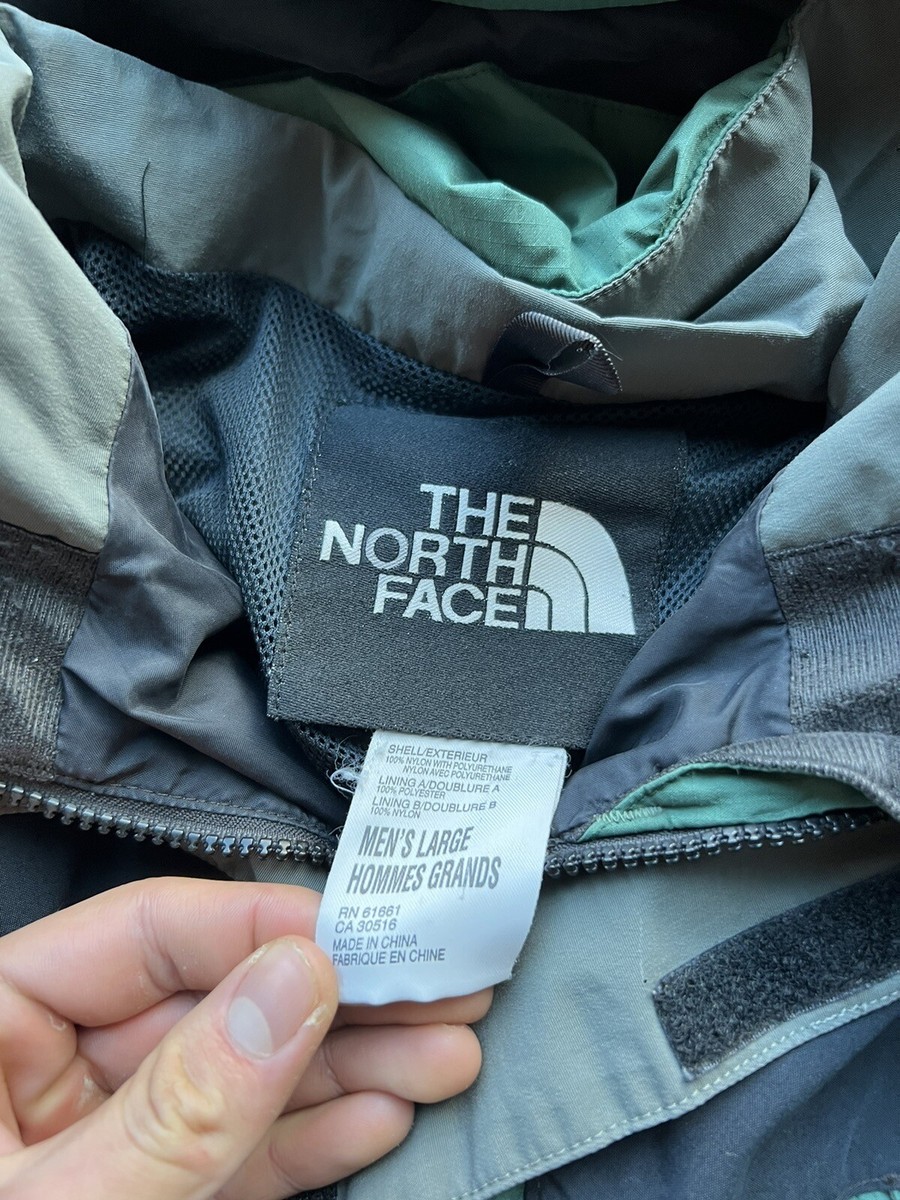 THE
NORTH
FACE
SHELL/EXTERIEUR
100% NYLON WITH POLYURETHANE
NYLON AVEC POLYURETHANE
LINING A/DOUBLURE A
100% POLYESTER
LINING B/DOUBLURE B
100% NYLON
MEN'S LARGE
HOMMES GRANDS
RN 61661
CA 30516
MADE IN CHINA
FABRIQUE EN CHINE